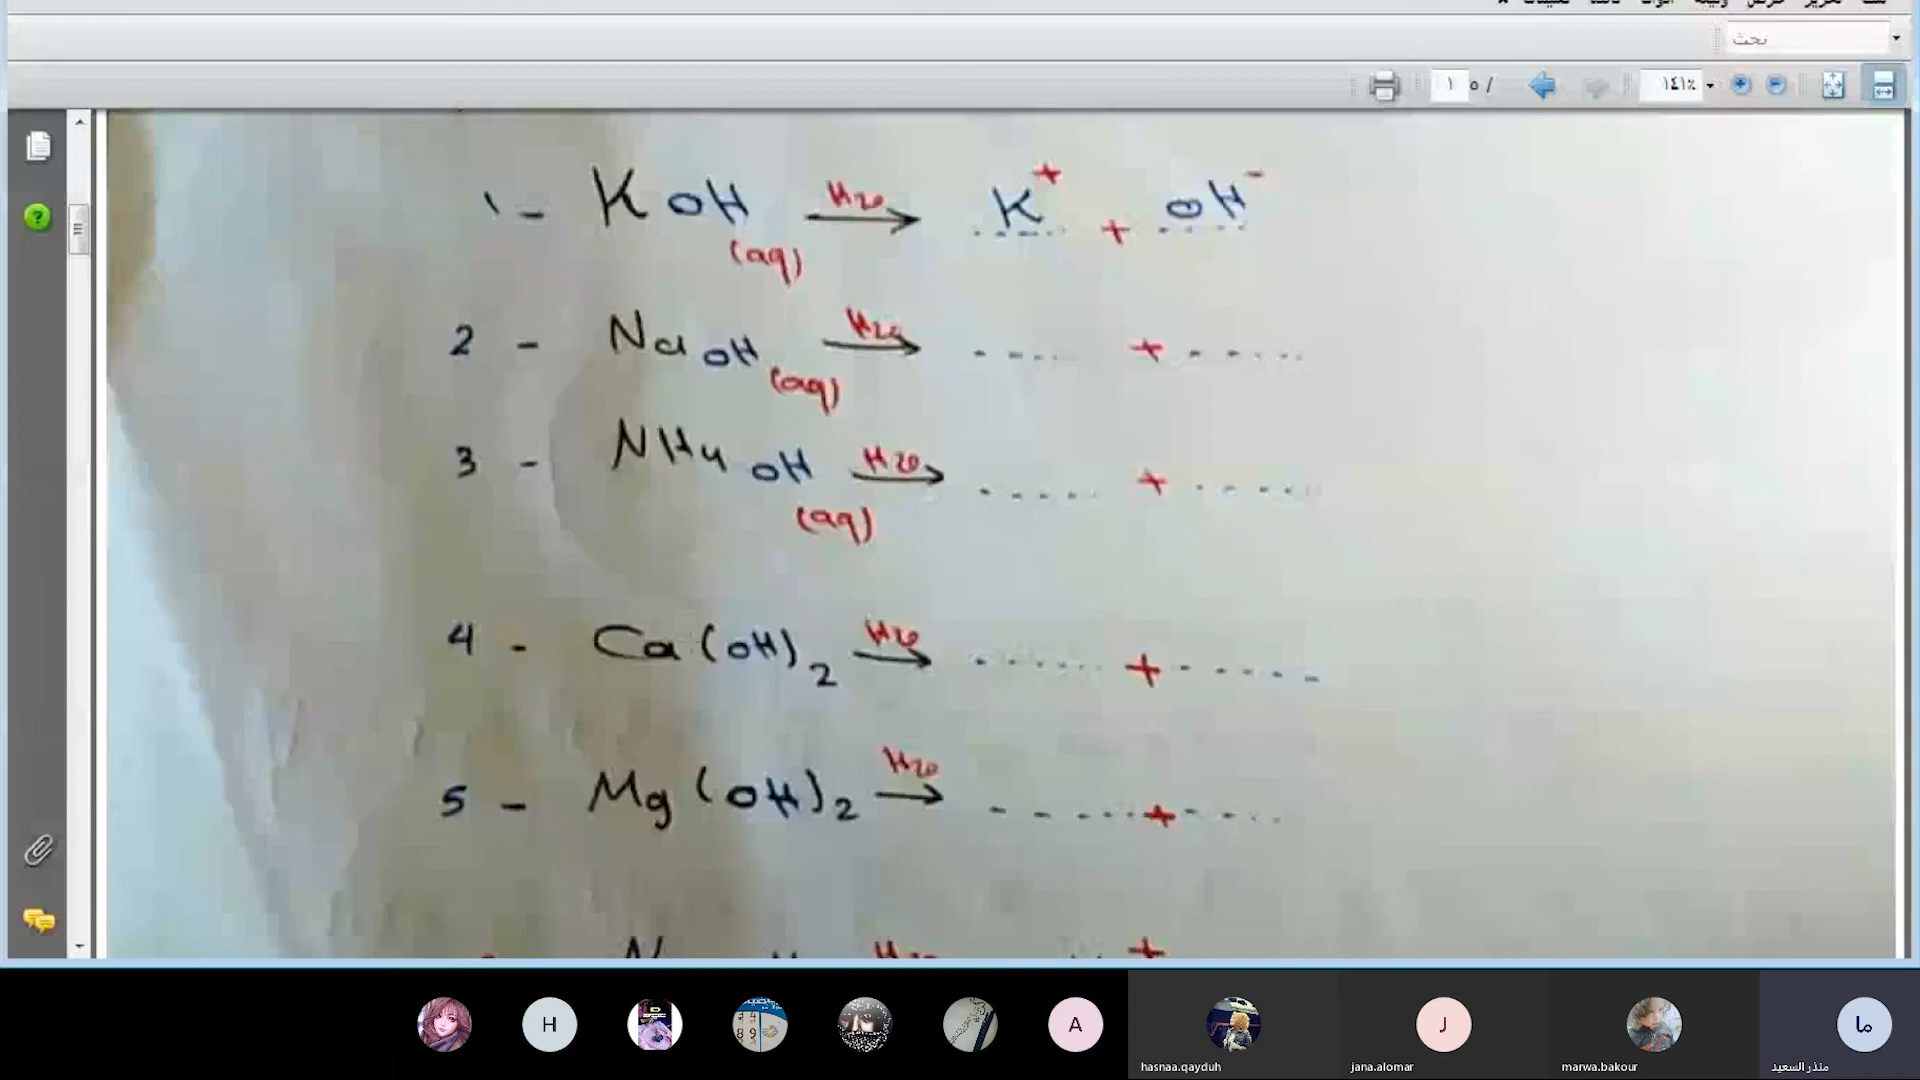 بحث
١ ٥ /
١٤١٪
١ - KOH (aq) H2O → K+ + OH-
2 - NaOH (aq) H2O → ..... + .....
3 - NH4OH (aq) H2O → ..... + .....
4 - Ca(OH)2 H2O → ..... + .....
5 - Mg(OH)2 H2O → ..... + .....
H
A
J
ما
hasnaa.qayduh
jana.alomar
marwa.bakour
منذر السعيد